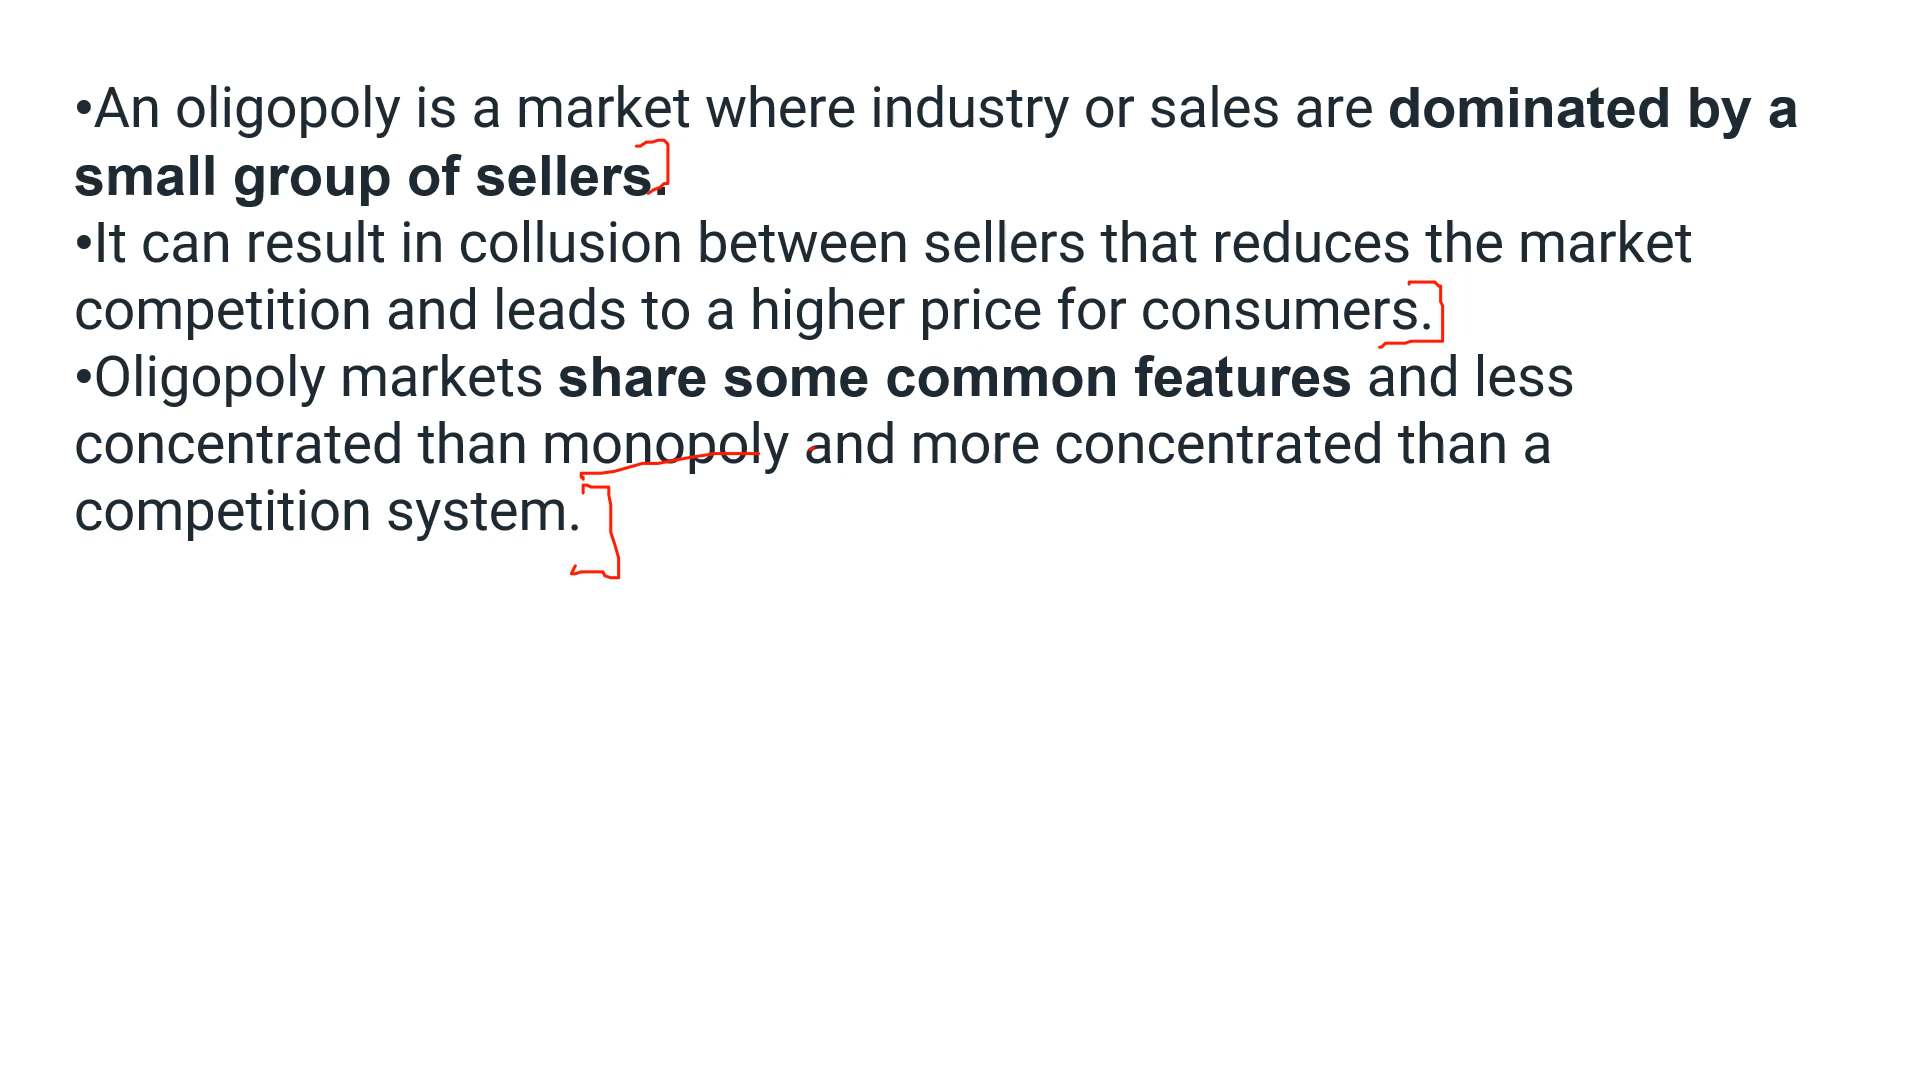 •An oligopoly is a market where industry or sales are dominated by a
small group of sellers.
•It can result in collusion between sellers that reduces the market
competition and leads to a higher price for consumers.
•Oligopoly markets share some common features and less
concentrated than monopoly and more concentrated than a
competition system.